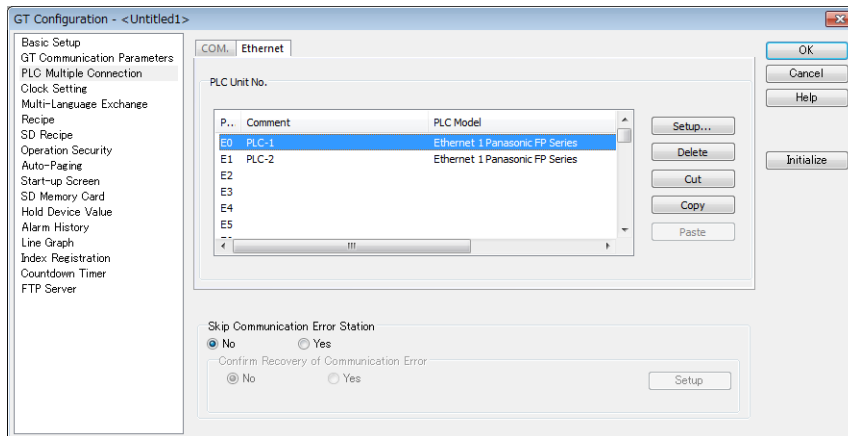 GT Configuration - <Untitled1>
Basic Setup
GT Communication Parameters
PLC Multiple Connection
Clock Setting
Multi-Language Exchange
Recipe
SD Recipe
Operation Security
Auto-Paging
Start-up Screen
SD Memory Card
Hold Device Value
Alarm History
Line Graph
Index Registration
Countdown Timer
FTP Server
COM. Ethernet
PLC Unit No.
P... Comment PLC Model
E0 PLC-1 Ethernet 1 Panasonic FP Series
E1 PLC-2 Ethernet 1 Panasonic FP Series
E2
E3
E4
E5
Setup...
Delete
Cut
Copy
Paste
OK
Cancel
Help
Initialize
Skip Communication Error Station
No Yes
Confirm Recovery of Communication Error
No Yes
Setup